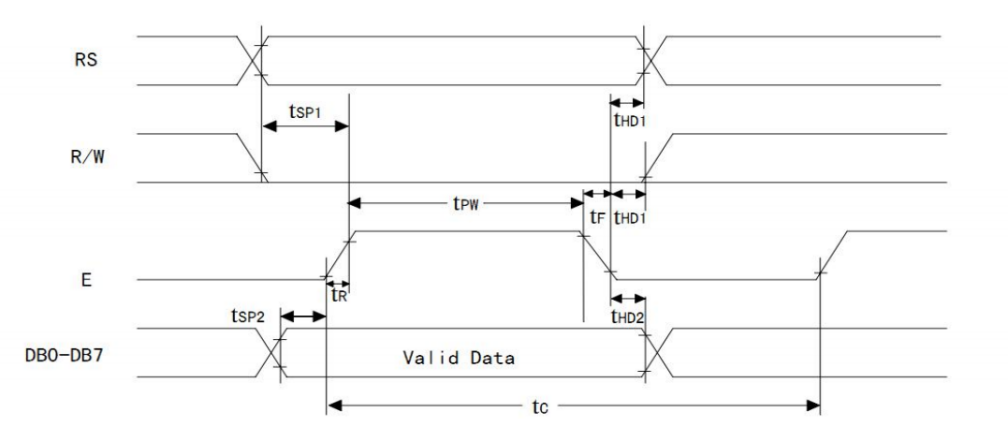 RS
tSP1
tHD1
R/W
tPW
tF
tHD1
E
tR
tSP2
tHD2
DB0-DB7
Valid Data
tC